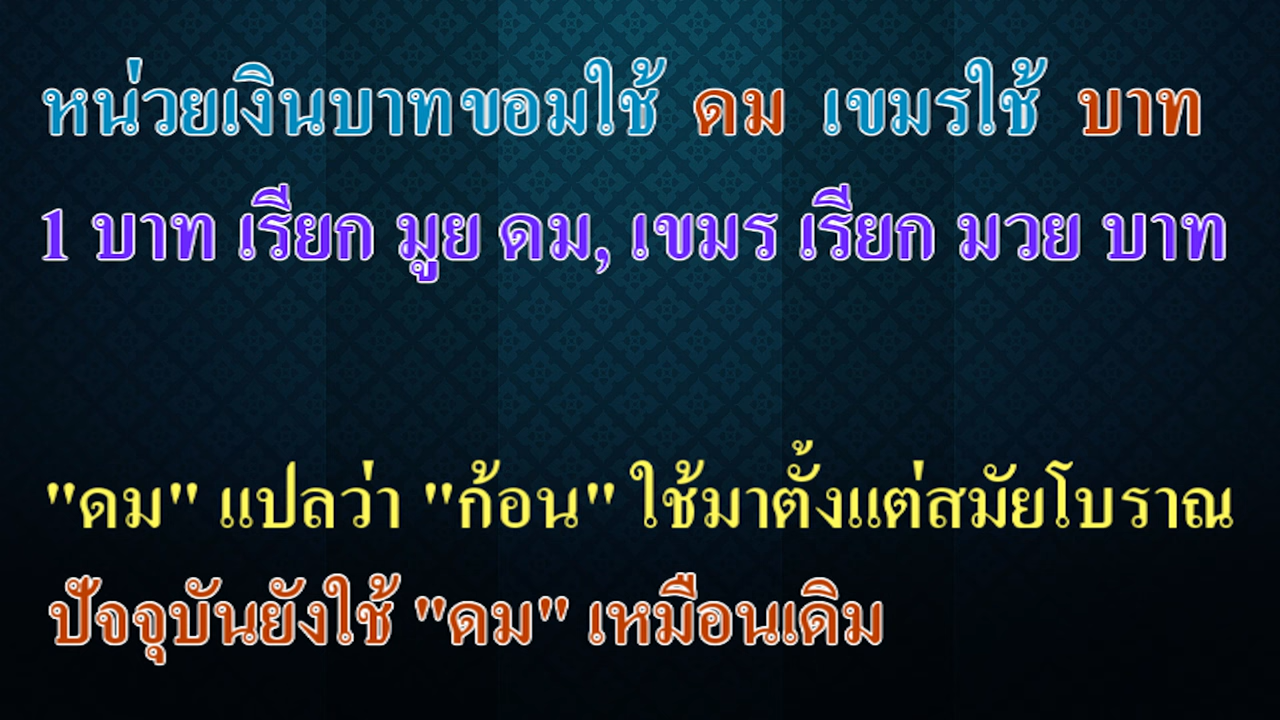 หน่วยเงินบาทขอมใช้ ดม เขมรใช้ บาท
1 บาท เรียก มูย ดม, เขมร เรียก มวย บาท
"ดม" แปลว่า "ก้อน" ใช้มาตั้งแต่สมัยโบราณ
ปัจจุบันยังใช้ "ดม" เหมือนเดิม